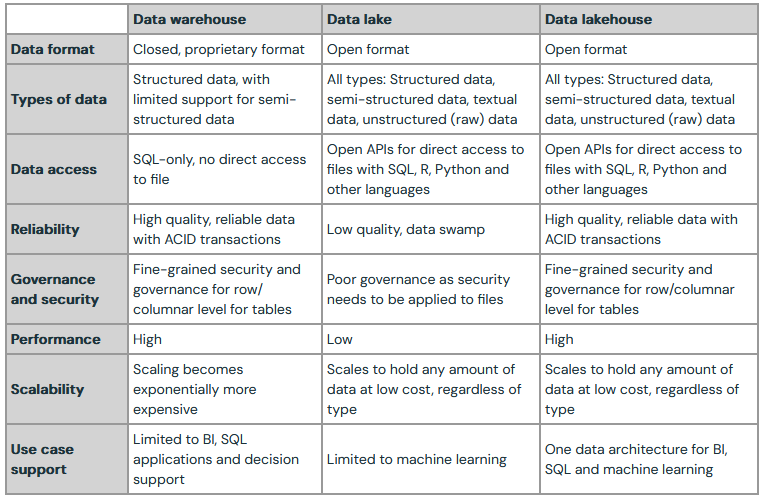 Data warehouse Data lake Data lakehouse
Data format Closed, proprietary format Open format Open format
Types of data
Structured data, with
limited support for semi-
structured data
All types: Structured data,
semi-structured data, textual
data, unstructured (raw) data
All types: Structured data,
semi-structured data, textual
data, unstructured (raw) data
Data access
SQL-only, no direct access
to file
Open APIs for direct access to
files with SQL, R, Python and
other languages
Open APIs for direct access to
files with SQL, R, Python and
other languages
Reliability
High quality, reliable data
with ACID transactions
Low quality, data swamp
High quality, reliable data with
ACID transactions
Governance
and security
Fine-grained security and
governance for row/
columnar level for tables
Poor governance as security
needs to be applied to files
Fine-grained security and
governance for row/columnar
level for tables
Performance High Low High
Scalability
Scaling becomes
exponentially more
expensive
Scales to hold any amount of
data at low cost, regardless of
type
Scales to hold any amount of
data at low cost, regardless of
type
Use case
support
Limited to BI, SQL
applications and decision
support
Limited to machine learning
One data architecture for BI,
SQL and machine learning